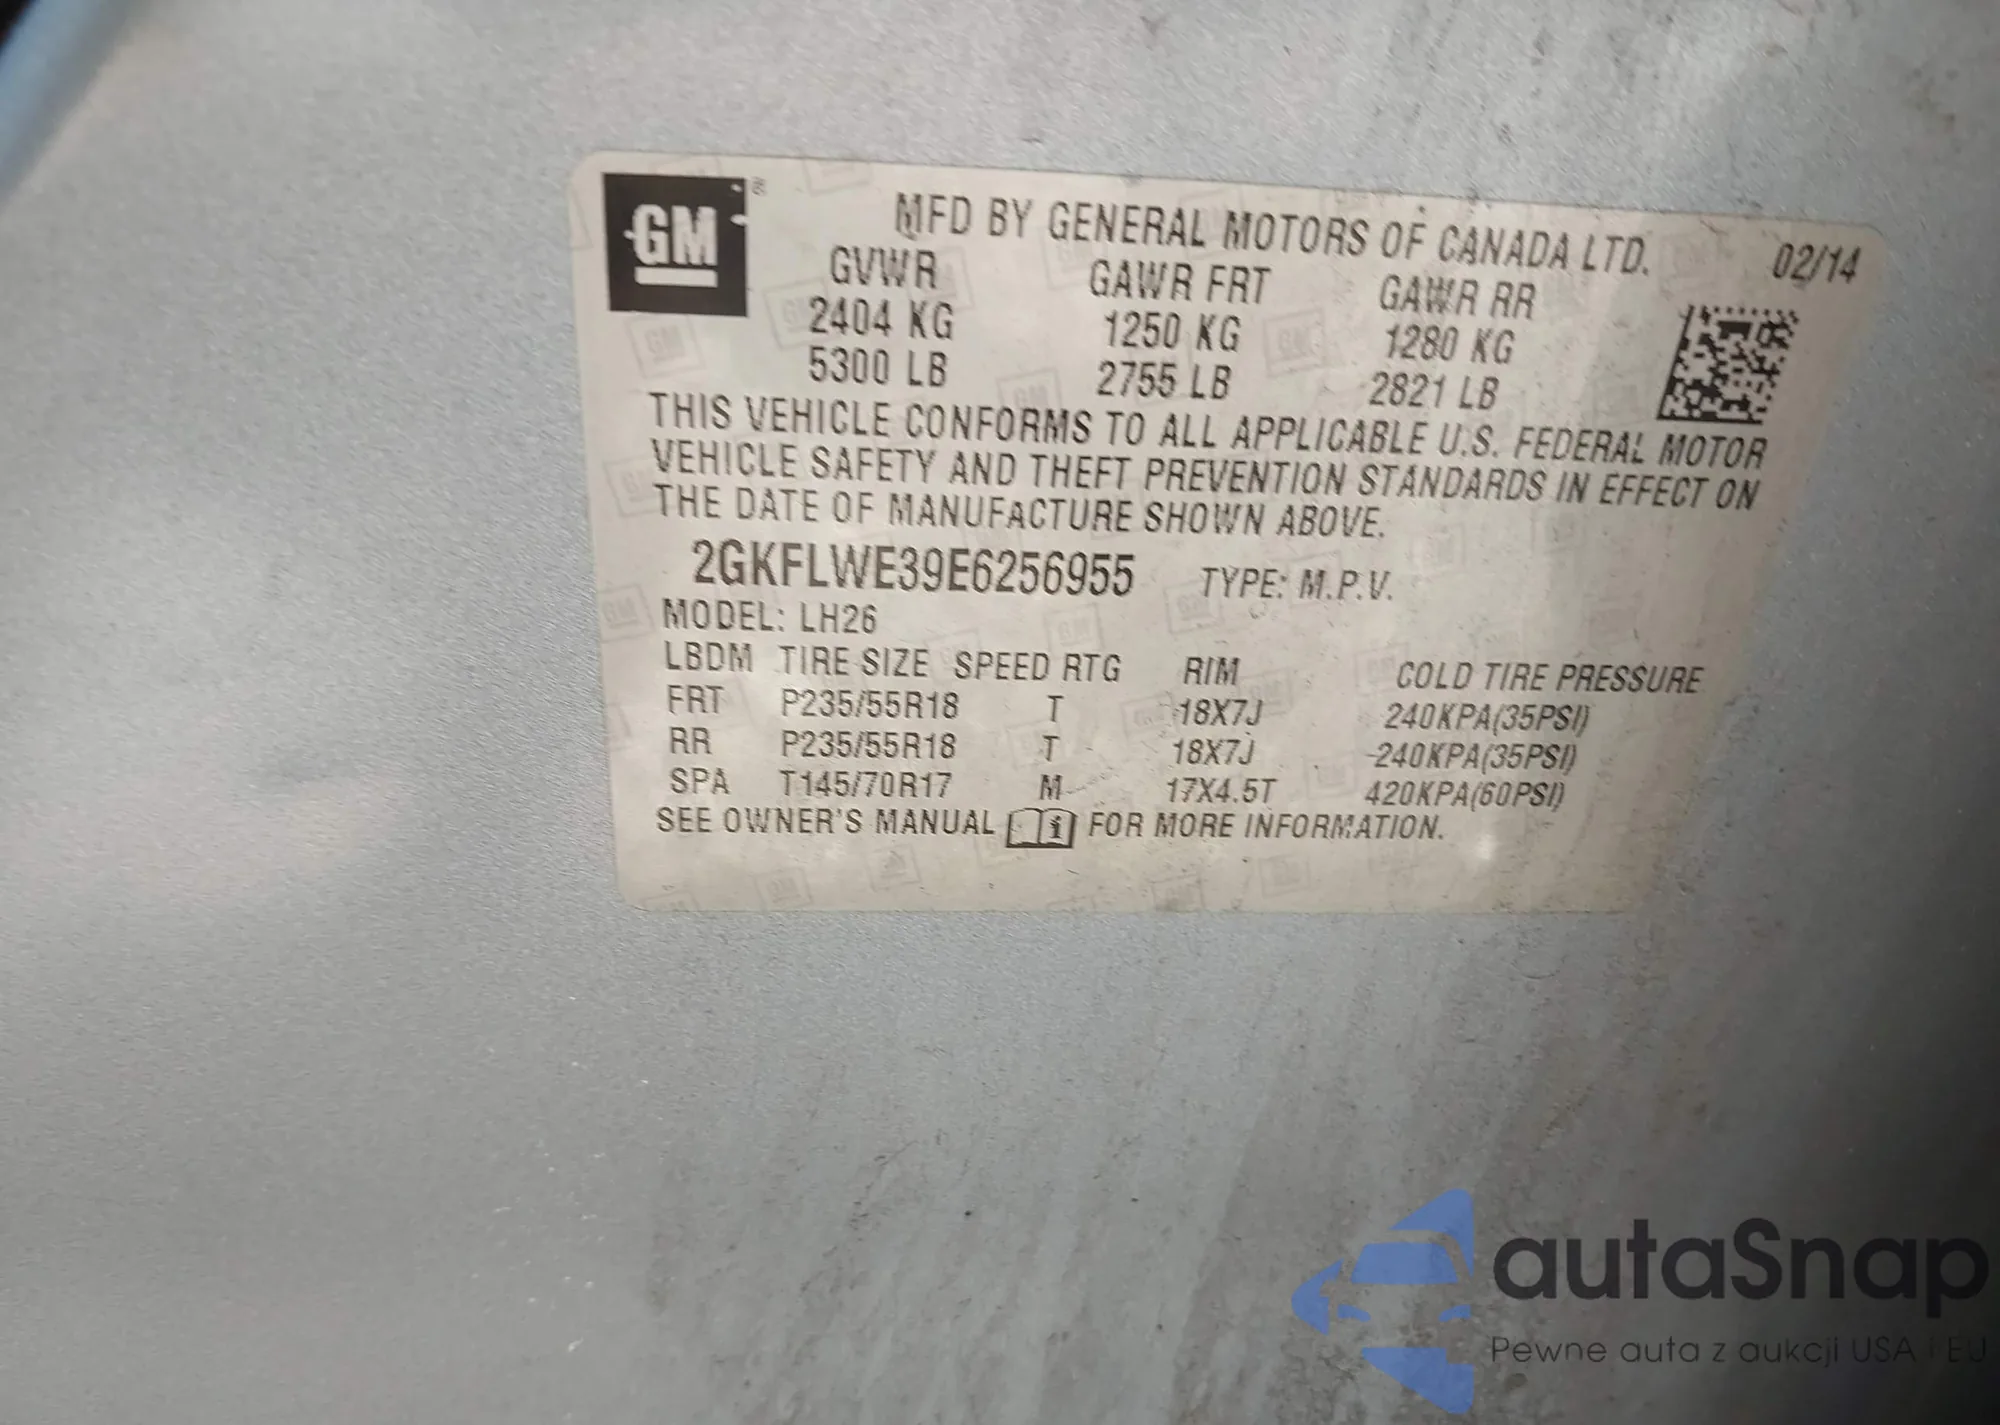 GM ®
MFD BY GENERAL MOTORS OF CANADA LTD. 02/14
GVWR GAWR FRT GAWR RR
2404 KG 1250 KG 1280 KG
5300 LB 2755 LB 2821 LB
THIS VEHICLE CONFORMS TO ALL APPLICABLE U.S. FEDERAL MOTOR
VEHICLE SAFETY AND THEFT PREVENTION STANDARDS IN EFFECT ON
THE DATE OF MANUFACTURE SHOWN ABOVE.
2GKFLWE39E6256955 TYPE: M.P.V.
MODEL: LH26
LBDM TIRE SIZE SPEED RTG RIM COLD TIRE PRESSURE
FRT P235/55R18 T 18X7J 240KPA(35PSI)
RR P235/55R18 T 18X7J 240KPA(35PSI)
SPA T145/70R17 M 17X4.5T 420KPA(60PSI)
SEE OWNER'S MANUAL i FOR MORE INFORMATION.
autaSnap
Pewne auta z aukcji USA i EU